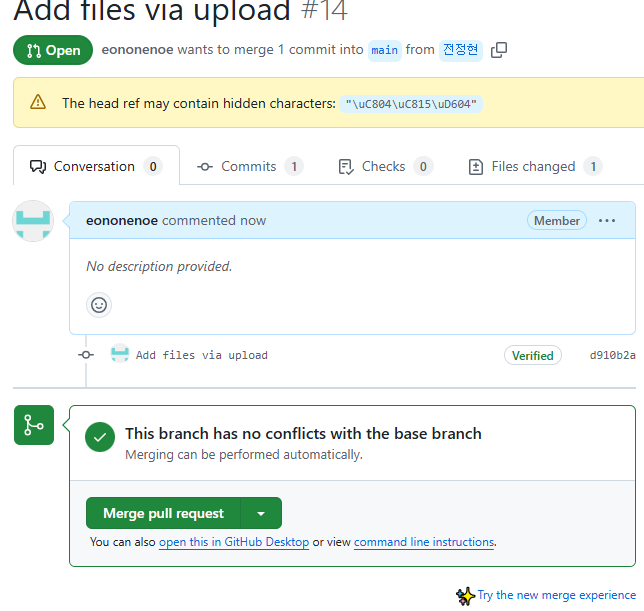 Add files via upload #14
Open eononenoe wants to merge 1 commit into main from 전정현
The head ref may contain hidden characters: "\uC804\uC815\uD604"
Conversation 0 Commits 1 Checks 0 Files changed 1
eononenoe commented now Member
No description provided.
Add files via upload Verified d910b2a
This branch has no conflicts with the base branch
Merging can be performed automatically.
Merge pull request
You can also open this in GitHub Desktop or view command line instructions.
Try the new merge experience